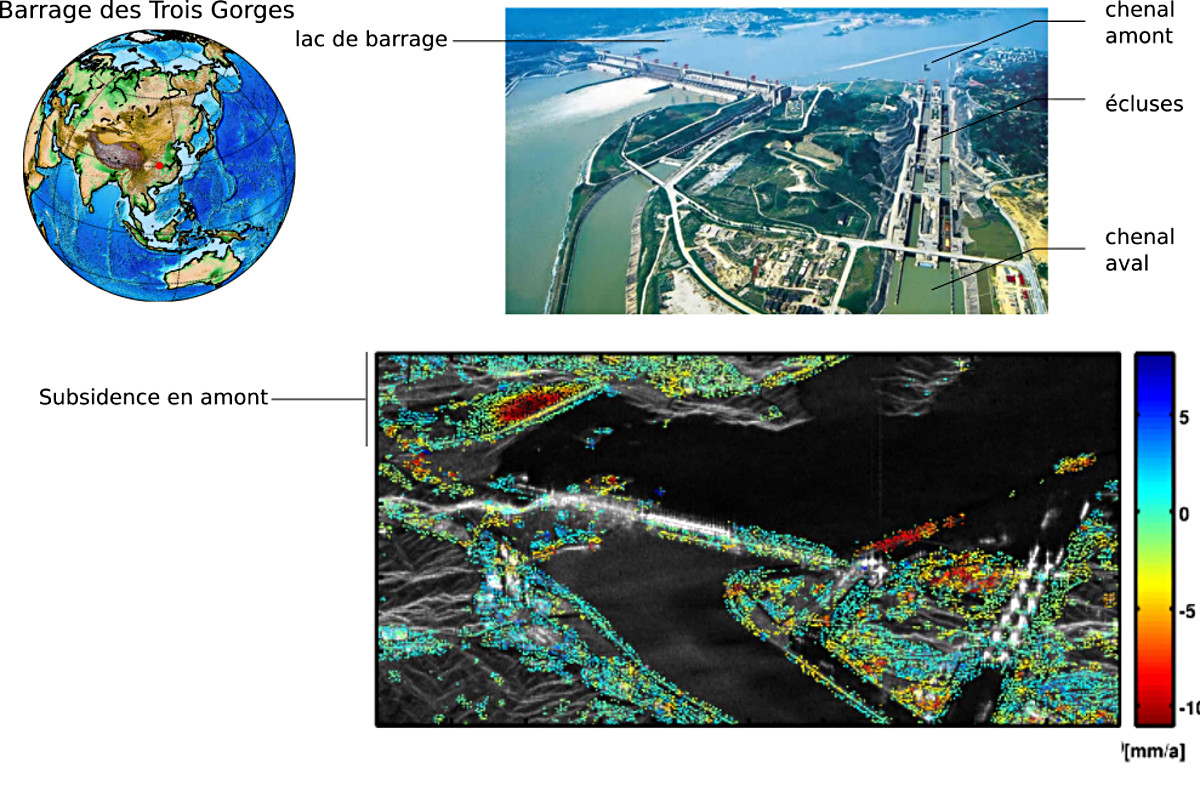 Barrage des Trois Gorges
lac de barrage
chenal
amont
écluses
chenal
aval
Subsidence en amont
5
0
-5
-10
[mm/a]